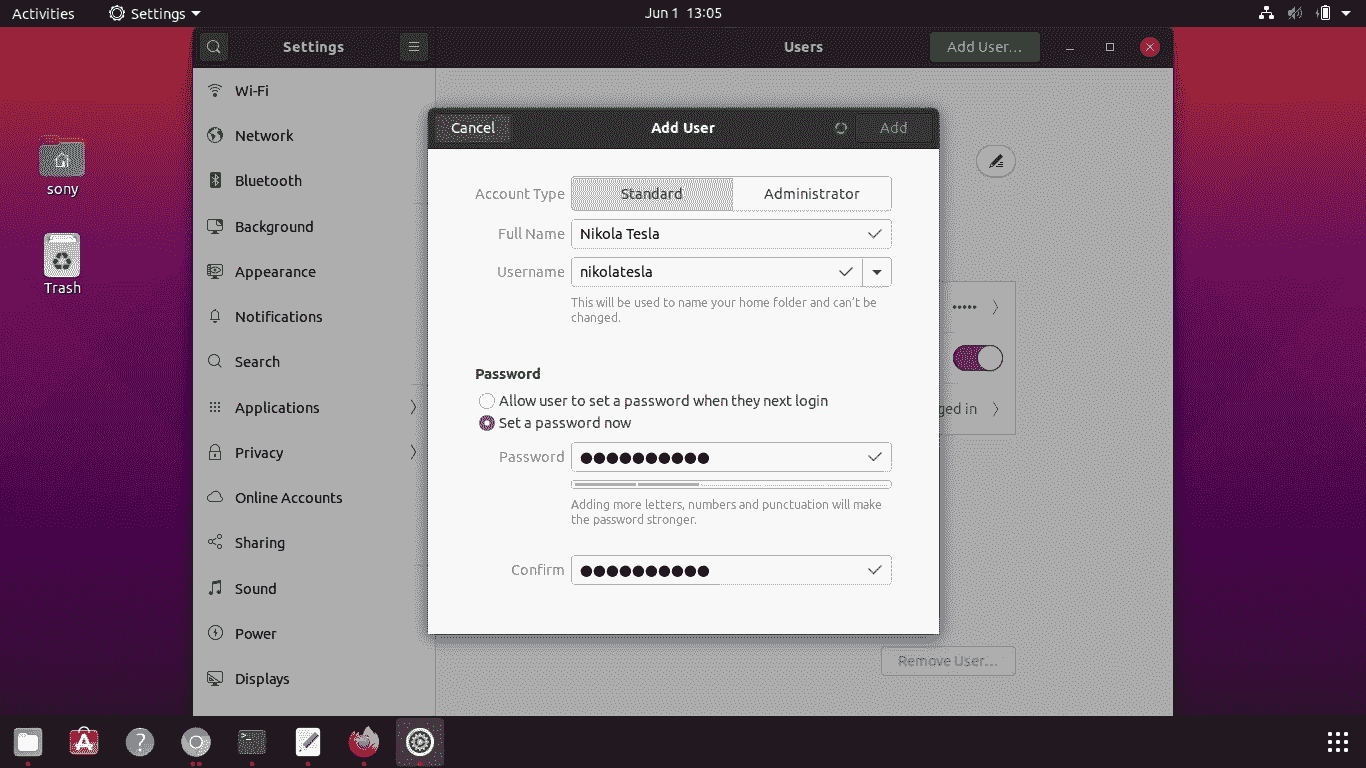 Activities
Settings
Jun 1 13:05
Settings
Users
Add User…
Wi-Fi
Network
Bluetooth
Background
Appearance
Notifications
Search
Applications
Privacy
Online Accounts
Sharing
Sound
Power
Displays
sony
Trash
Cancel
Add User
Add
Account Type
Standard
Administrator
Full Name
Nikola Tesla
Username
nikolatesla
This will be used to name your home folder and can't be
changed.
Password
Allow user to set a password when they next login
Set a password now
Password
●●●●●●●●●●
Adding more letters, numbers and punctuation will make
the password stronger.
Confirm
●●●●●●●●●●
•••••
ged in
Remove User…